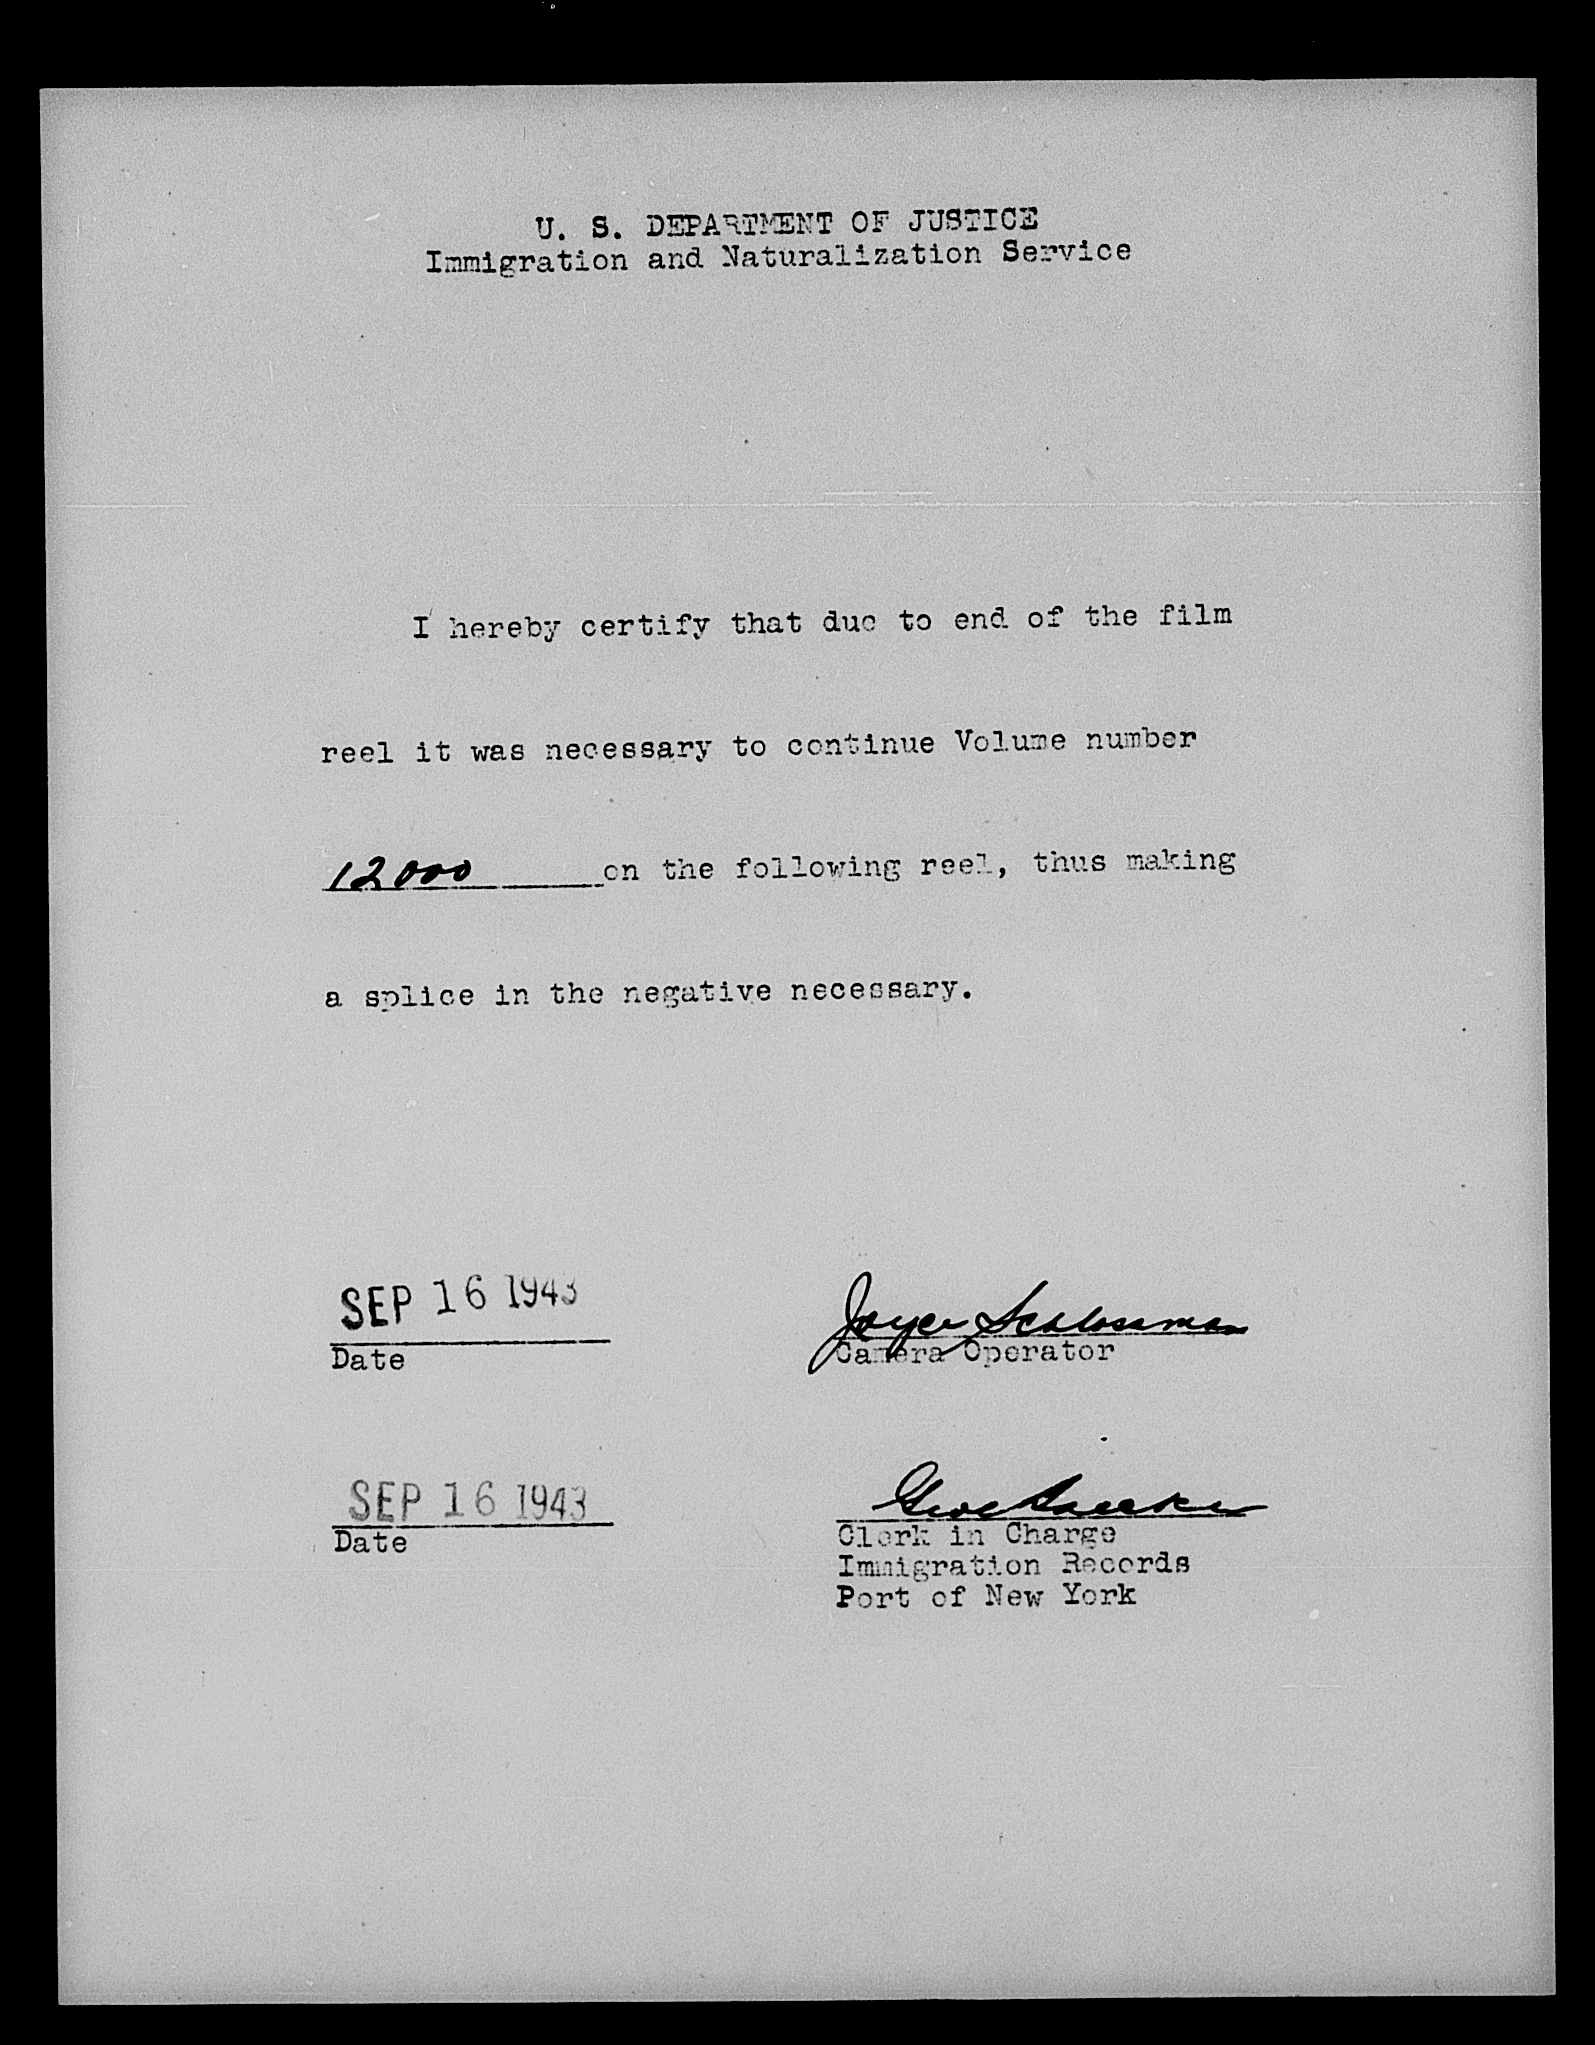 U. S. DEPARTMENT OF JUSTICE
Immigration and Naturalization Service
I hereby certify that due to end of the film
reel it was necessary to continue Volume number
12000 on the following reel, thus making
a splice in the negative necessary.
SEP 16 1943
Joyce Schlossman
Date
Camera Operator
SEP 16 1943
Date
Clerk in Charge
Immigration Records
Port of New York